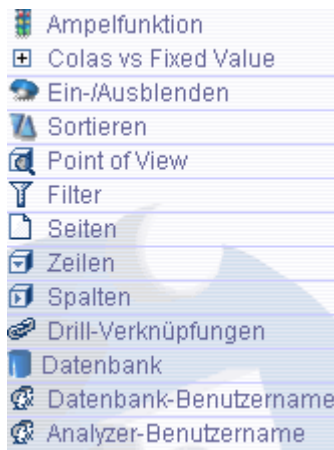 Ampelfunktion
Colas vs Fixed Value
Ein-/Ausblenden
Sortieren
Point of View
Filter
Seiten
Zeilen
Spalten
Drill-Verknüpfungen
Datenbank
Datenbank-Benutzername
Analyzer-Benutzername